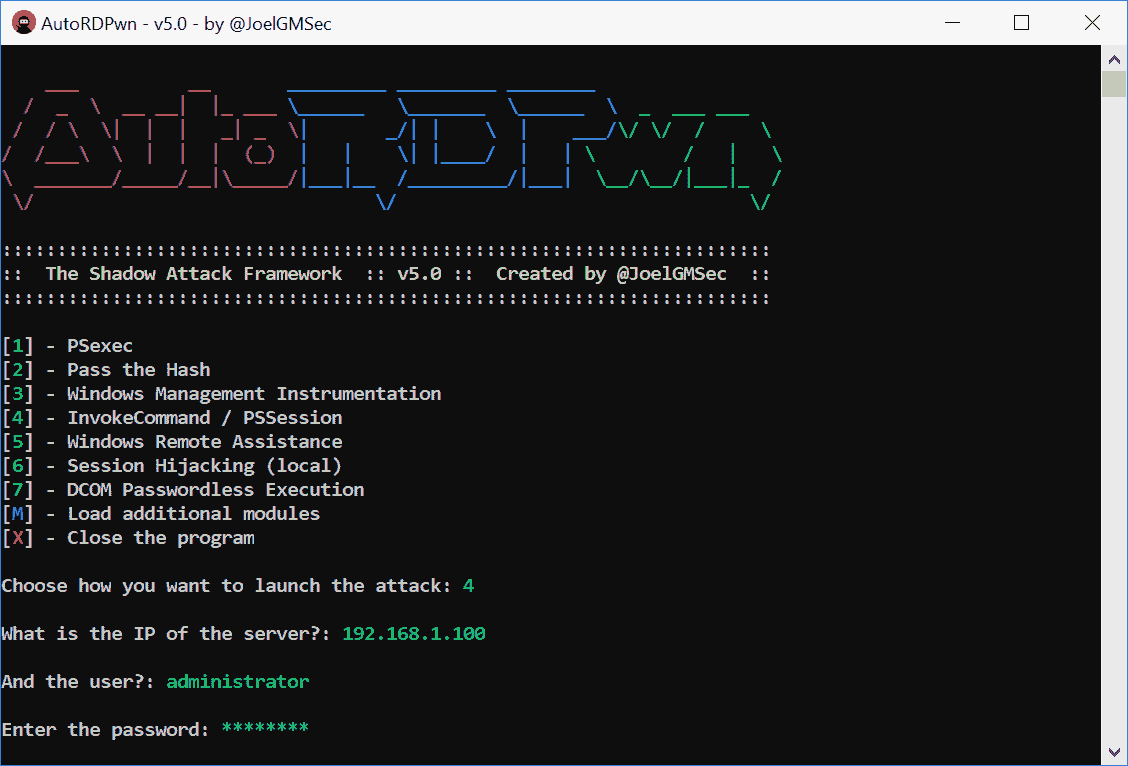 AutoRDPwn - v5.0 - by @JoelGMSec
AutoRDPwn
:::::::::::::::::::::::::::::::::::::::::::::::::::::::::::::::::::::::
::  The Shadow Attack Framework  :: v5.0 ::  Created by @JoelGMSec  ::
:::::::::::::::::::::::::::::::::::::::::::::::::::::::::::::::::::::::
[1] - PSexec
[2] - Pass the Hash
[3] - Windows Management Instrumentation
[4] - InvokeCommand / PSSession
[5] - Windows Remote Assistance
[6] - Session Hijacking (local)
[7] - DCOM Passwordless Execution
[M] - Load additional modules
[X] - Close the program
Choose how you want to launch the attack: 4
What is the IP of the server?: 192.168.1.100
And the user?: administrator
Enter the password: ********